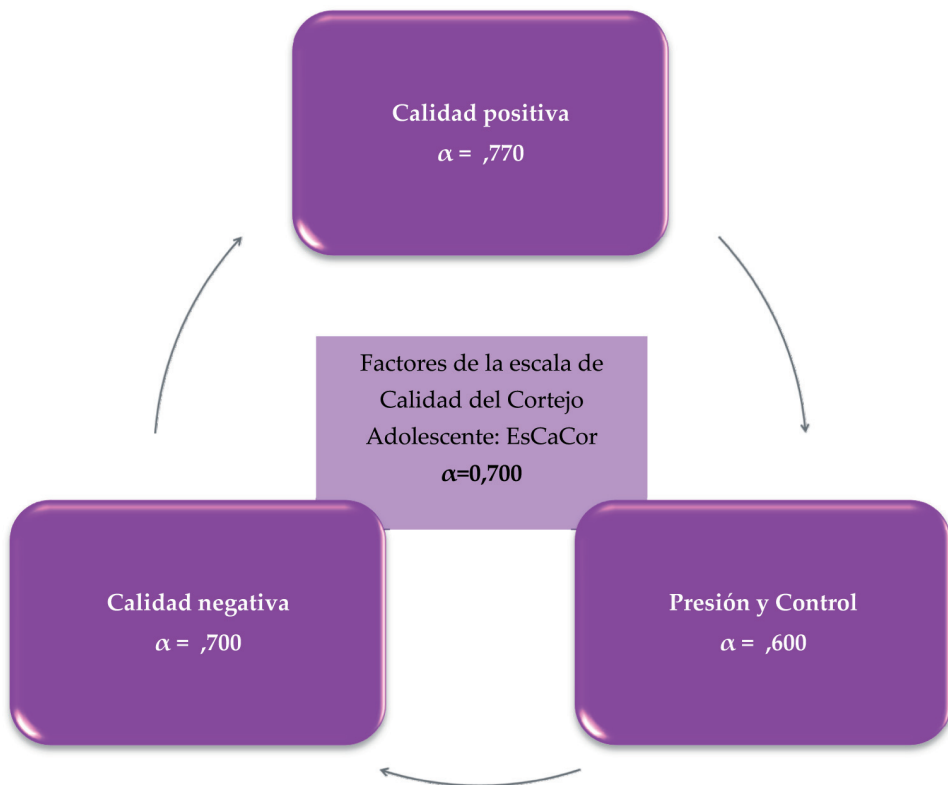 Calidad positiva
α = ,770
Factores de la escala de
Calidad del Cortejo
Adolescente: EsCaCor
α=0,700
Calidad negativa
α = ,700
Presión y Control
α = ,600